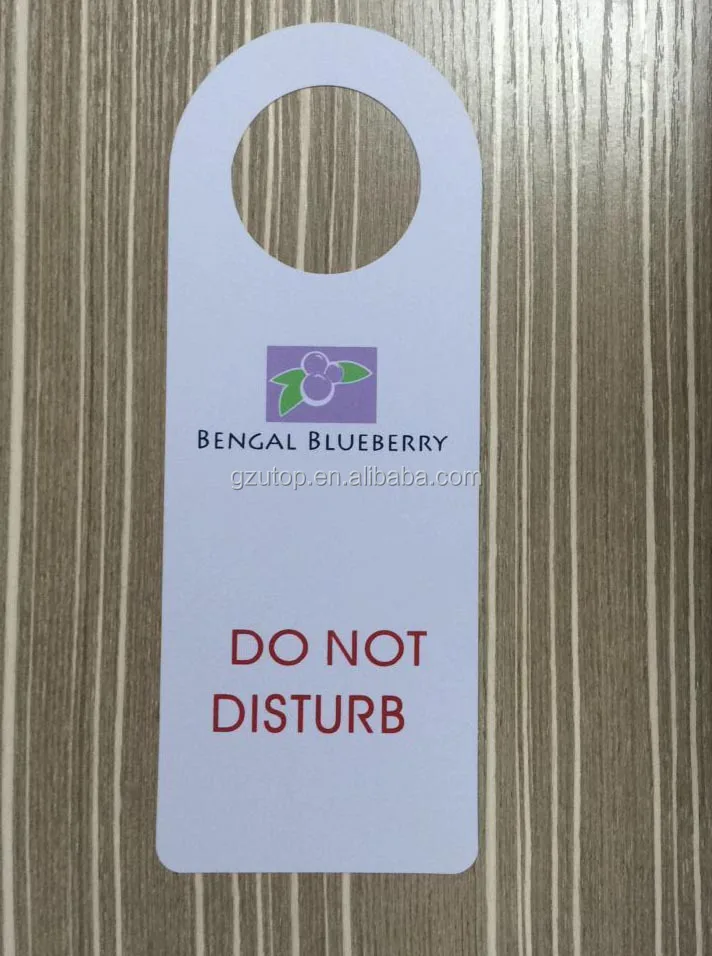 BENGAL BLUEBERRY
gzutop.en.alibaba.com
DO NOT
DISTURB